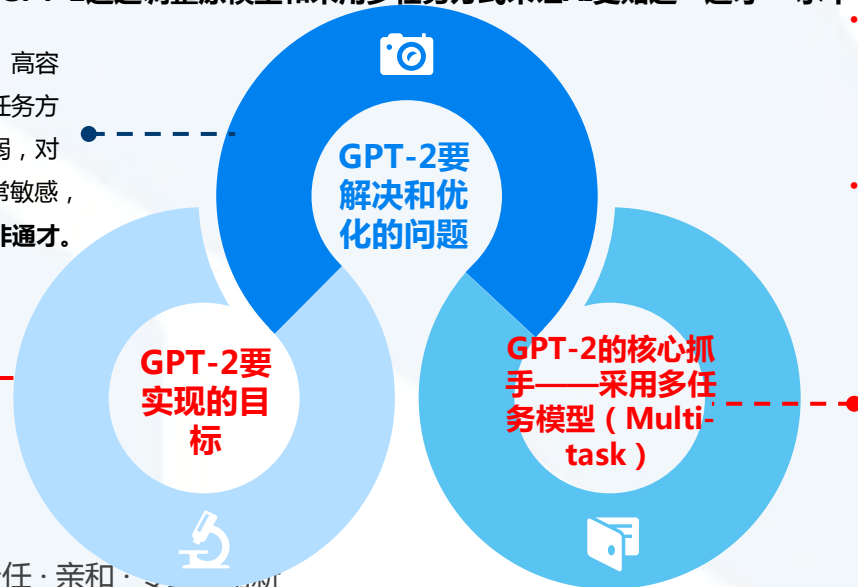 高容
任务方
弱，对
常敏感，
非通才。
GPT-2要
解决和优
化的问题
GPT-2要
实现的目
标
GPT-2的核心抓
手——采用多任
务模型（Multi-
task）
任·亲和·